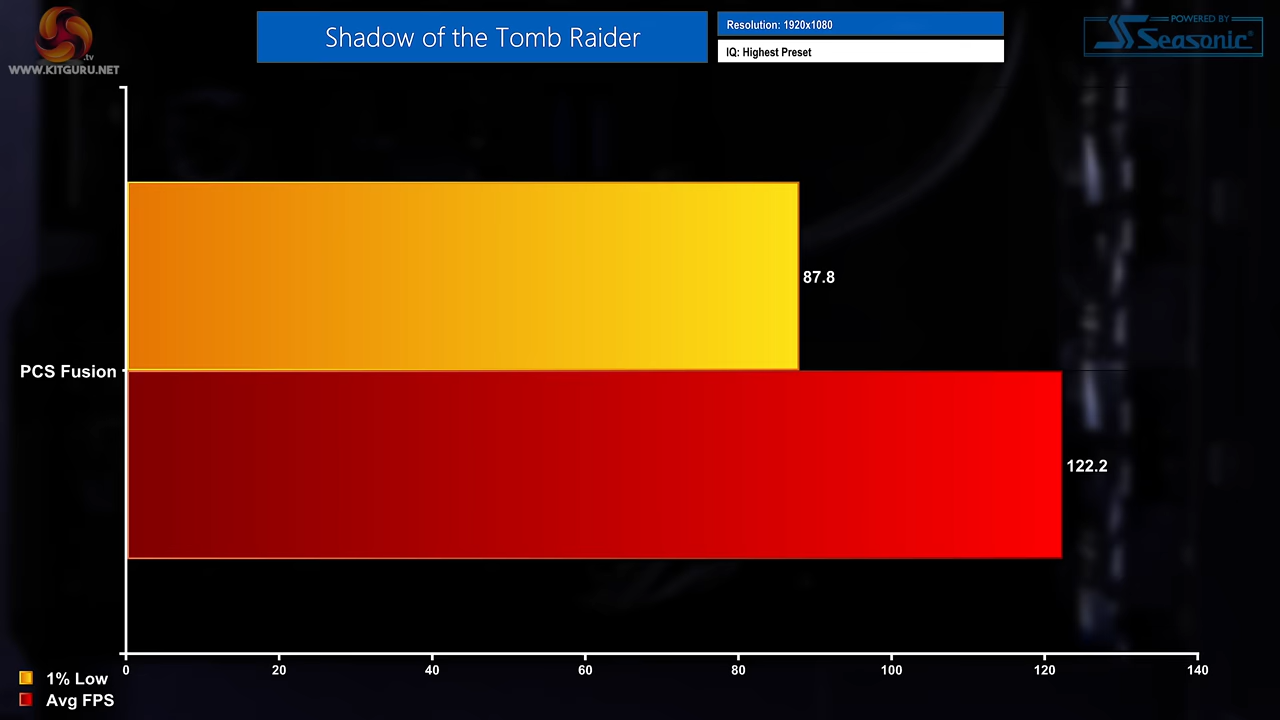 Shadow of the Tomb Raider
Resolution: 1920x1080
IQ: Highest Preset
POWERED BY
Seasonic®
.tv
WWW.KITGURU.NET
87.8
PCS Fusion
122.2
0 20 40 60 80 100 120 140
1% Low
Avg FPS